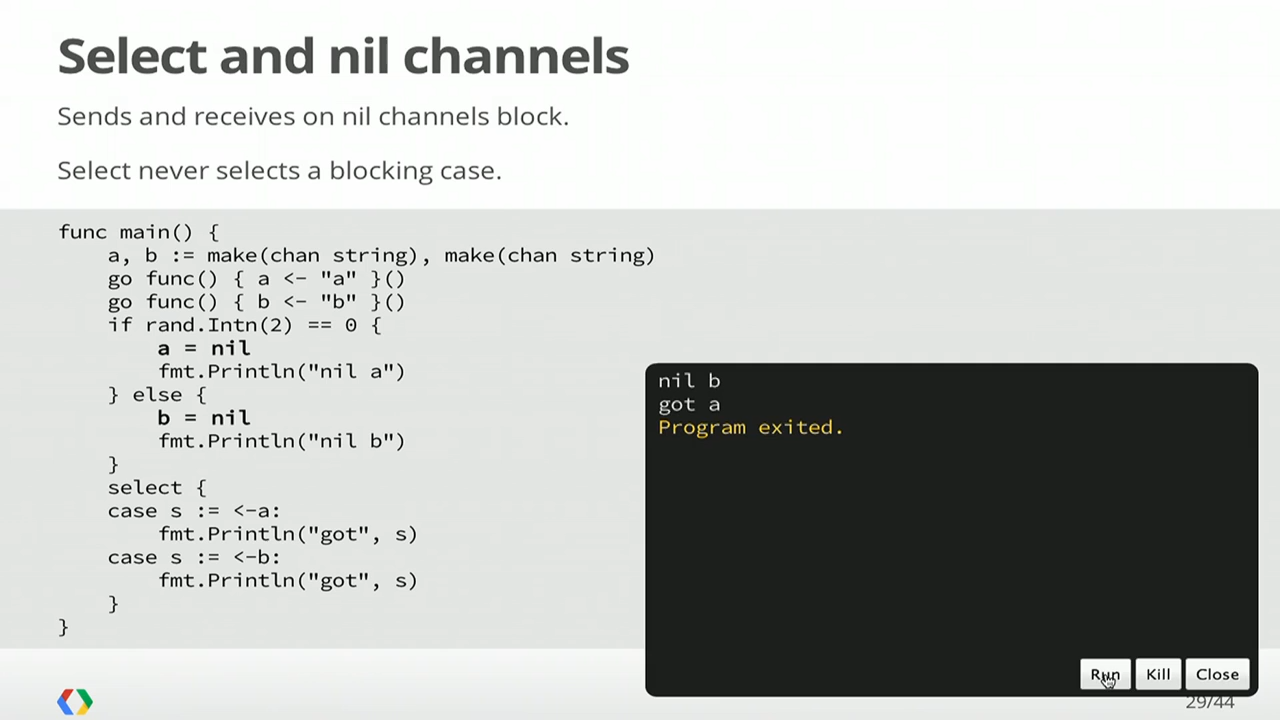 Select and nil channels
Sends and receives on nil channels block.
Select never selects a blocking case.
func main() {
    a, b := make(chan string), make(chan string)
    go func() { a <- "a" }()
    go func() { b <- "b" }()
    if rand.Intn(2) == 0 {
        a = nil
        fmt.Println("nil a")
    } else {
        b = nil
        fmt.Println("nil b")
    }
    select {
    case s := <-a:
        fmt.Println("got", s)
    case s := <-b:
        fmt.Println("got", s)
    }
}
nil b
got a
Program exited.
Run Kill Close
29/44